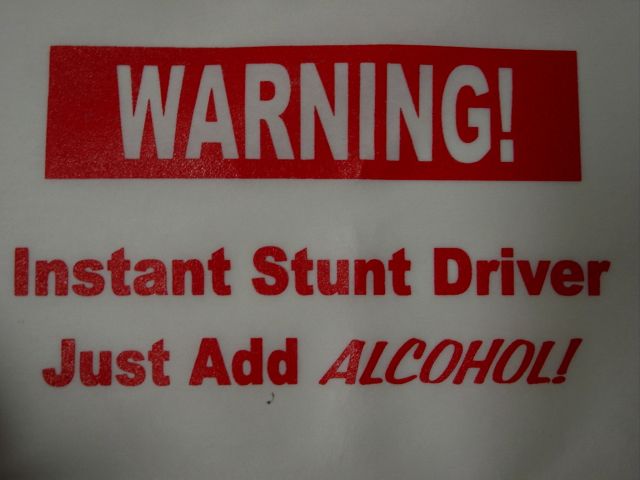 WARNING!
Instant Stunt Driver
Just Add ALCOHOL!